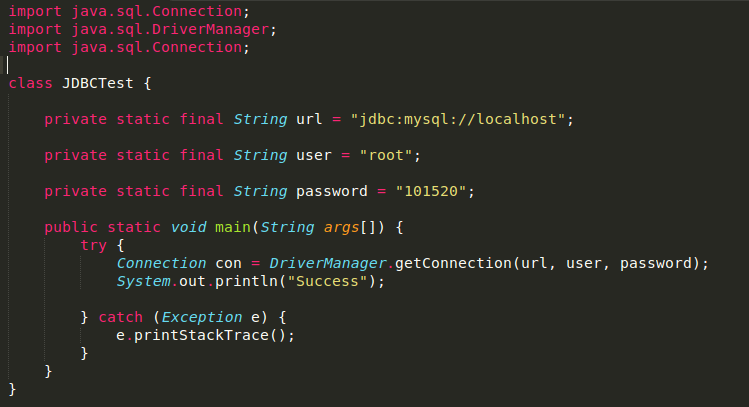 import java.sql.Connection;
import java.sql.DriverManager;
import java.sql.Connection;
class JDBCTest {
private static final String url = "jdbc:mysql://localhost";
private static final String user = "root";
private static final String password = "101520";
public static void main(String args[]) {
try {
Connection con = DriverManager.getConnection(url, user, password);
System.out.println("Success");
} catch (Exception e) {
e.printStackTrace();
}
}
}